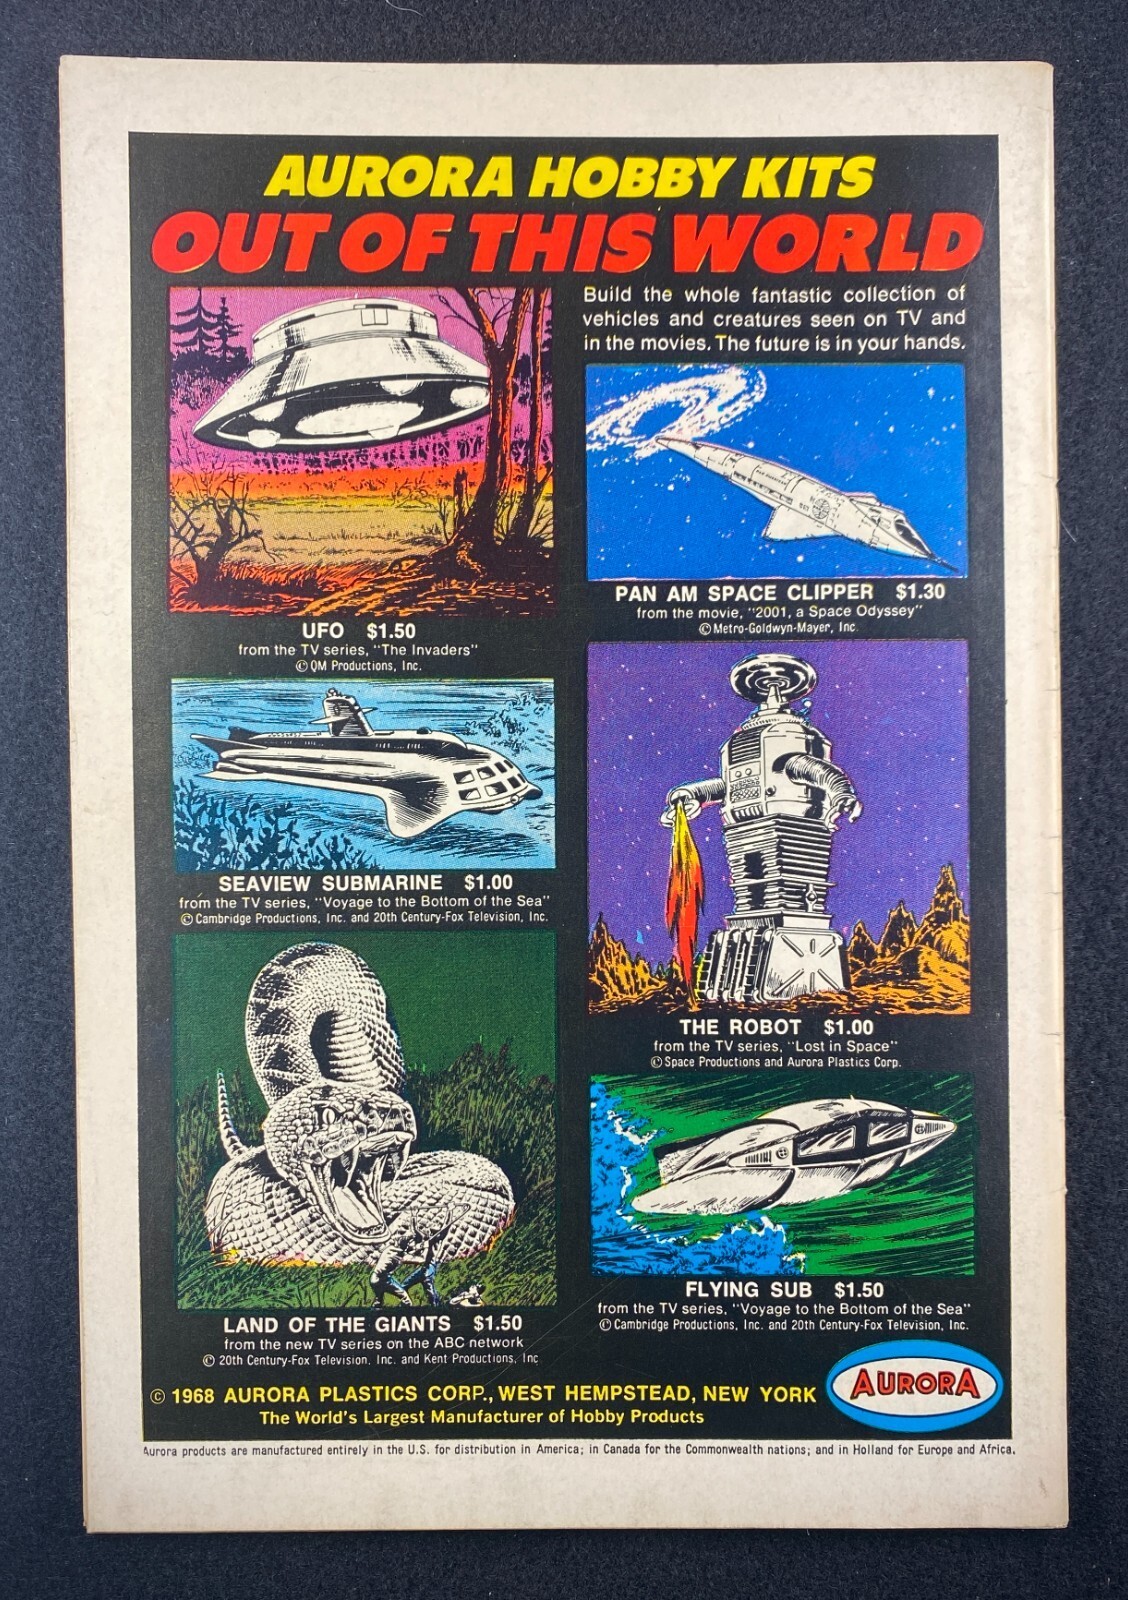 AURORA HOBBY KITS
OUT OF THIS WORLD
Build the whole fantastic collection of
vehicles and creatures seen on TV and
in the movies. The future is in your hands.
UFO $1.50
from the TV series, "The Invaders"
© QM Productions, Inc.
PAN AM SPACE CLIPPER $1.30
from the movie, "2001, a Space Odyssey"
© Metro-Goldwyn-Mayer, Inc.
SEAVIEW SUBMARINE $1.00
from the TV series, "Voyage to the Bottom of the Sea"
© Cambridge Productions, Inc. and 20th Century-Fox Television, Inc.
THE ROBOT $1.00
from the TV series, "Lost in Space"
© Space Productions and Aurora Plastics Corp.
LAND OF THE GIANTS $1.50
from the new TV series on the ABC network
© 20th Century-Fox Television, Inc. and Kent Productions, Inc
FLYING SUB $1.50
from the TV series, "Voyage to the Bottom of the Sea"
© Cambridge Productions, Inc. and 20th Century-Fox Television, Inc.
© 1968 AURORA PLASTICS CORP., WEST HEMPSTEAD, NEW YORK
The World's Largest Manufacturer of Hobby Products
AURORA
Aurora products are manufactured entirely in the U.S. for distribution in America; in Canada for the Commonwealth nations; and in Holland for Europe and Africa.